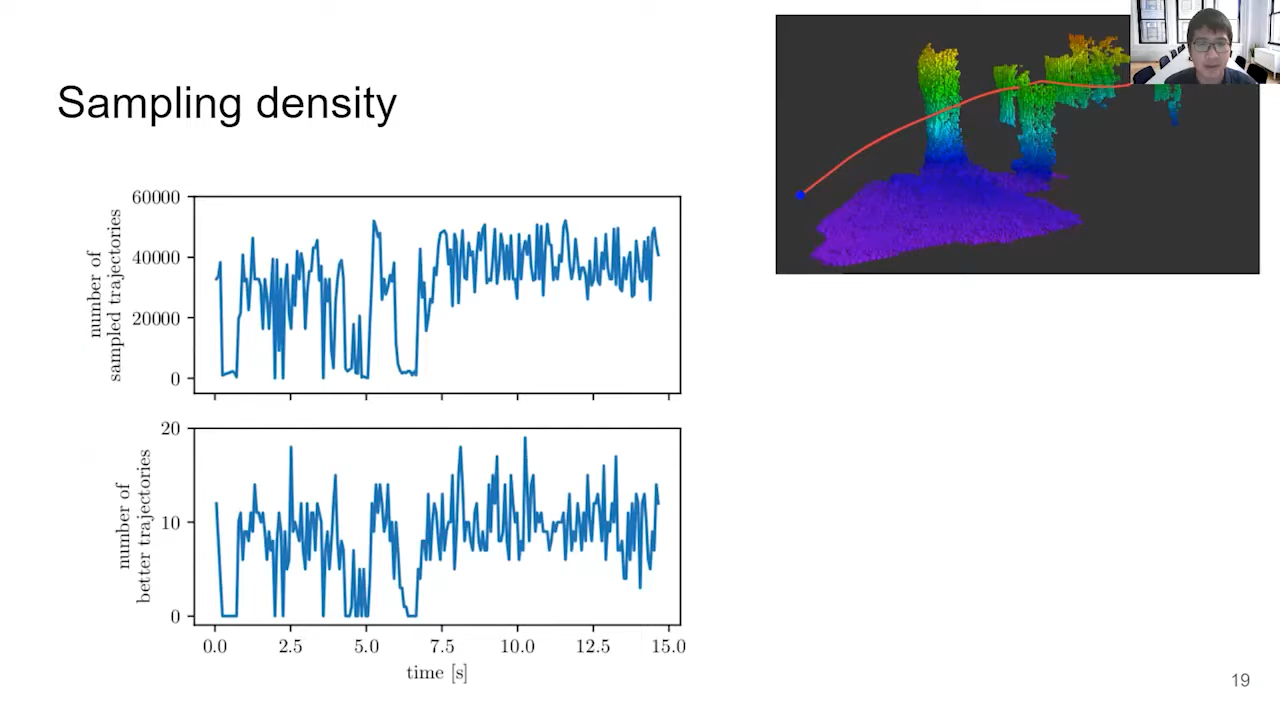 Sampling density
number of
sampled trajectories
60000
40000
20000
0
number of
better trajectories
20
10
0
0.0 2.5 5.0 7.5 10.0 12.5 15.0
time [s]
19